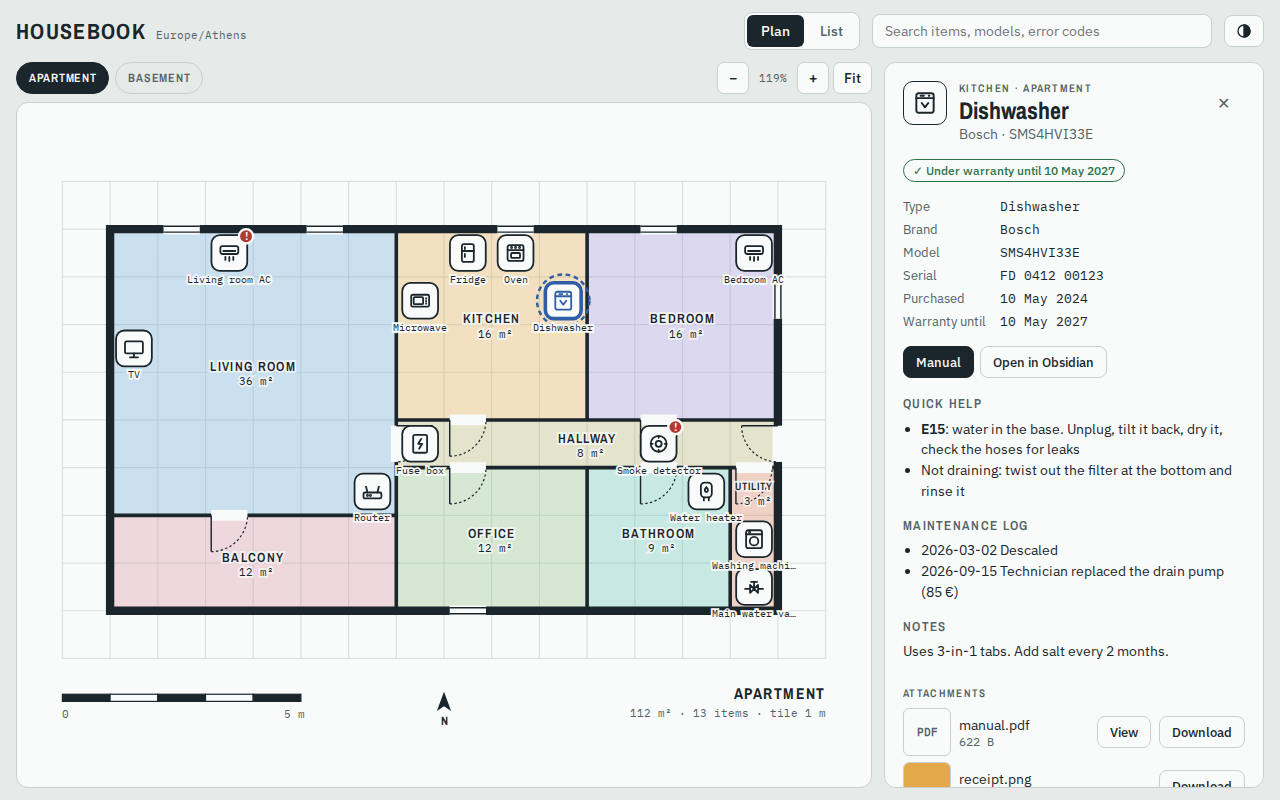 HOUSEBOOK Europe/Athens
Plan List
Search items, models, error codes
APARTMENT BASEMENT
− 119% + Fit
Living room AC
Fridge Oven
Bedroom AC
Microwave
KITCHEN
16 m²
Dishwasher
BEDROOM
16 m²
TV
LIVING ROOM
36 m²
HALLWAY
8 m²
Fuse box
Smoke detector
UTILITY
3 m²
Router
Water heater
OFFICE
12 m²
BATHROOM
9 m²
BALCONY
12 m²
Washing machi…
Main water va…
0 5 m
N
APARTMENT
112 m² · 13 items · tile 1 m
KITCHEN · APARTMENT
Dishwasher
Bosch · SMS4HVI33E
✕
✓ Under warranty until 10 May 2027
Type Dishwasher
Brand Bosch
Model SMS4HVI33E
Serial FD 0412 00123
Purchased 10 May 2024
Warranty until 10 May 2027
Manual Open in Obsidian
QUICK HELP
• E15: water in the base. Unplug, tilt it back, dry it,
check the hoses for leaks
• Not draining: twist out the filter at the bottom and
rinse it
MAINTENANCE LOG
• 2026-03-02 Descaled
• 2026-09-15 Technician replaced the drain pump
(85 €)
NOTES
Uses 3-in-1 tabs. Add salt every 2 months.
ATTACHMENTS
PDF manual.pdf
622 B
View Download
receipt.png
Download